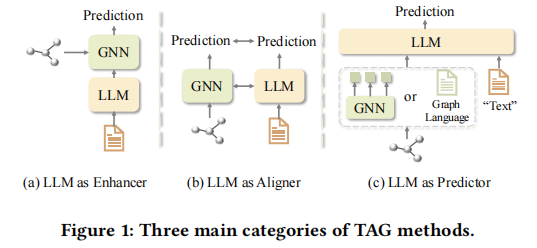 Prediction
GNN
LLM
(a) LLM as Enhancer
Prediction
Prediction
GNN
LLM
(b) LLM as Aligner
Prediction
LLM
GNN
or
Graph
Language
"Text"
(c) LLM as Predictor
Figure 1: Three main categories of TAG methods.